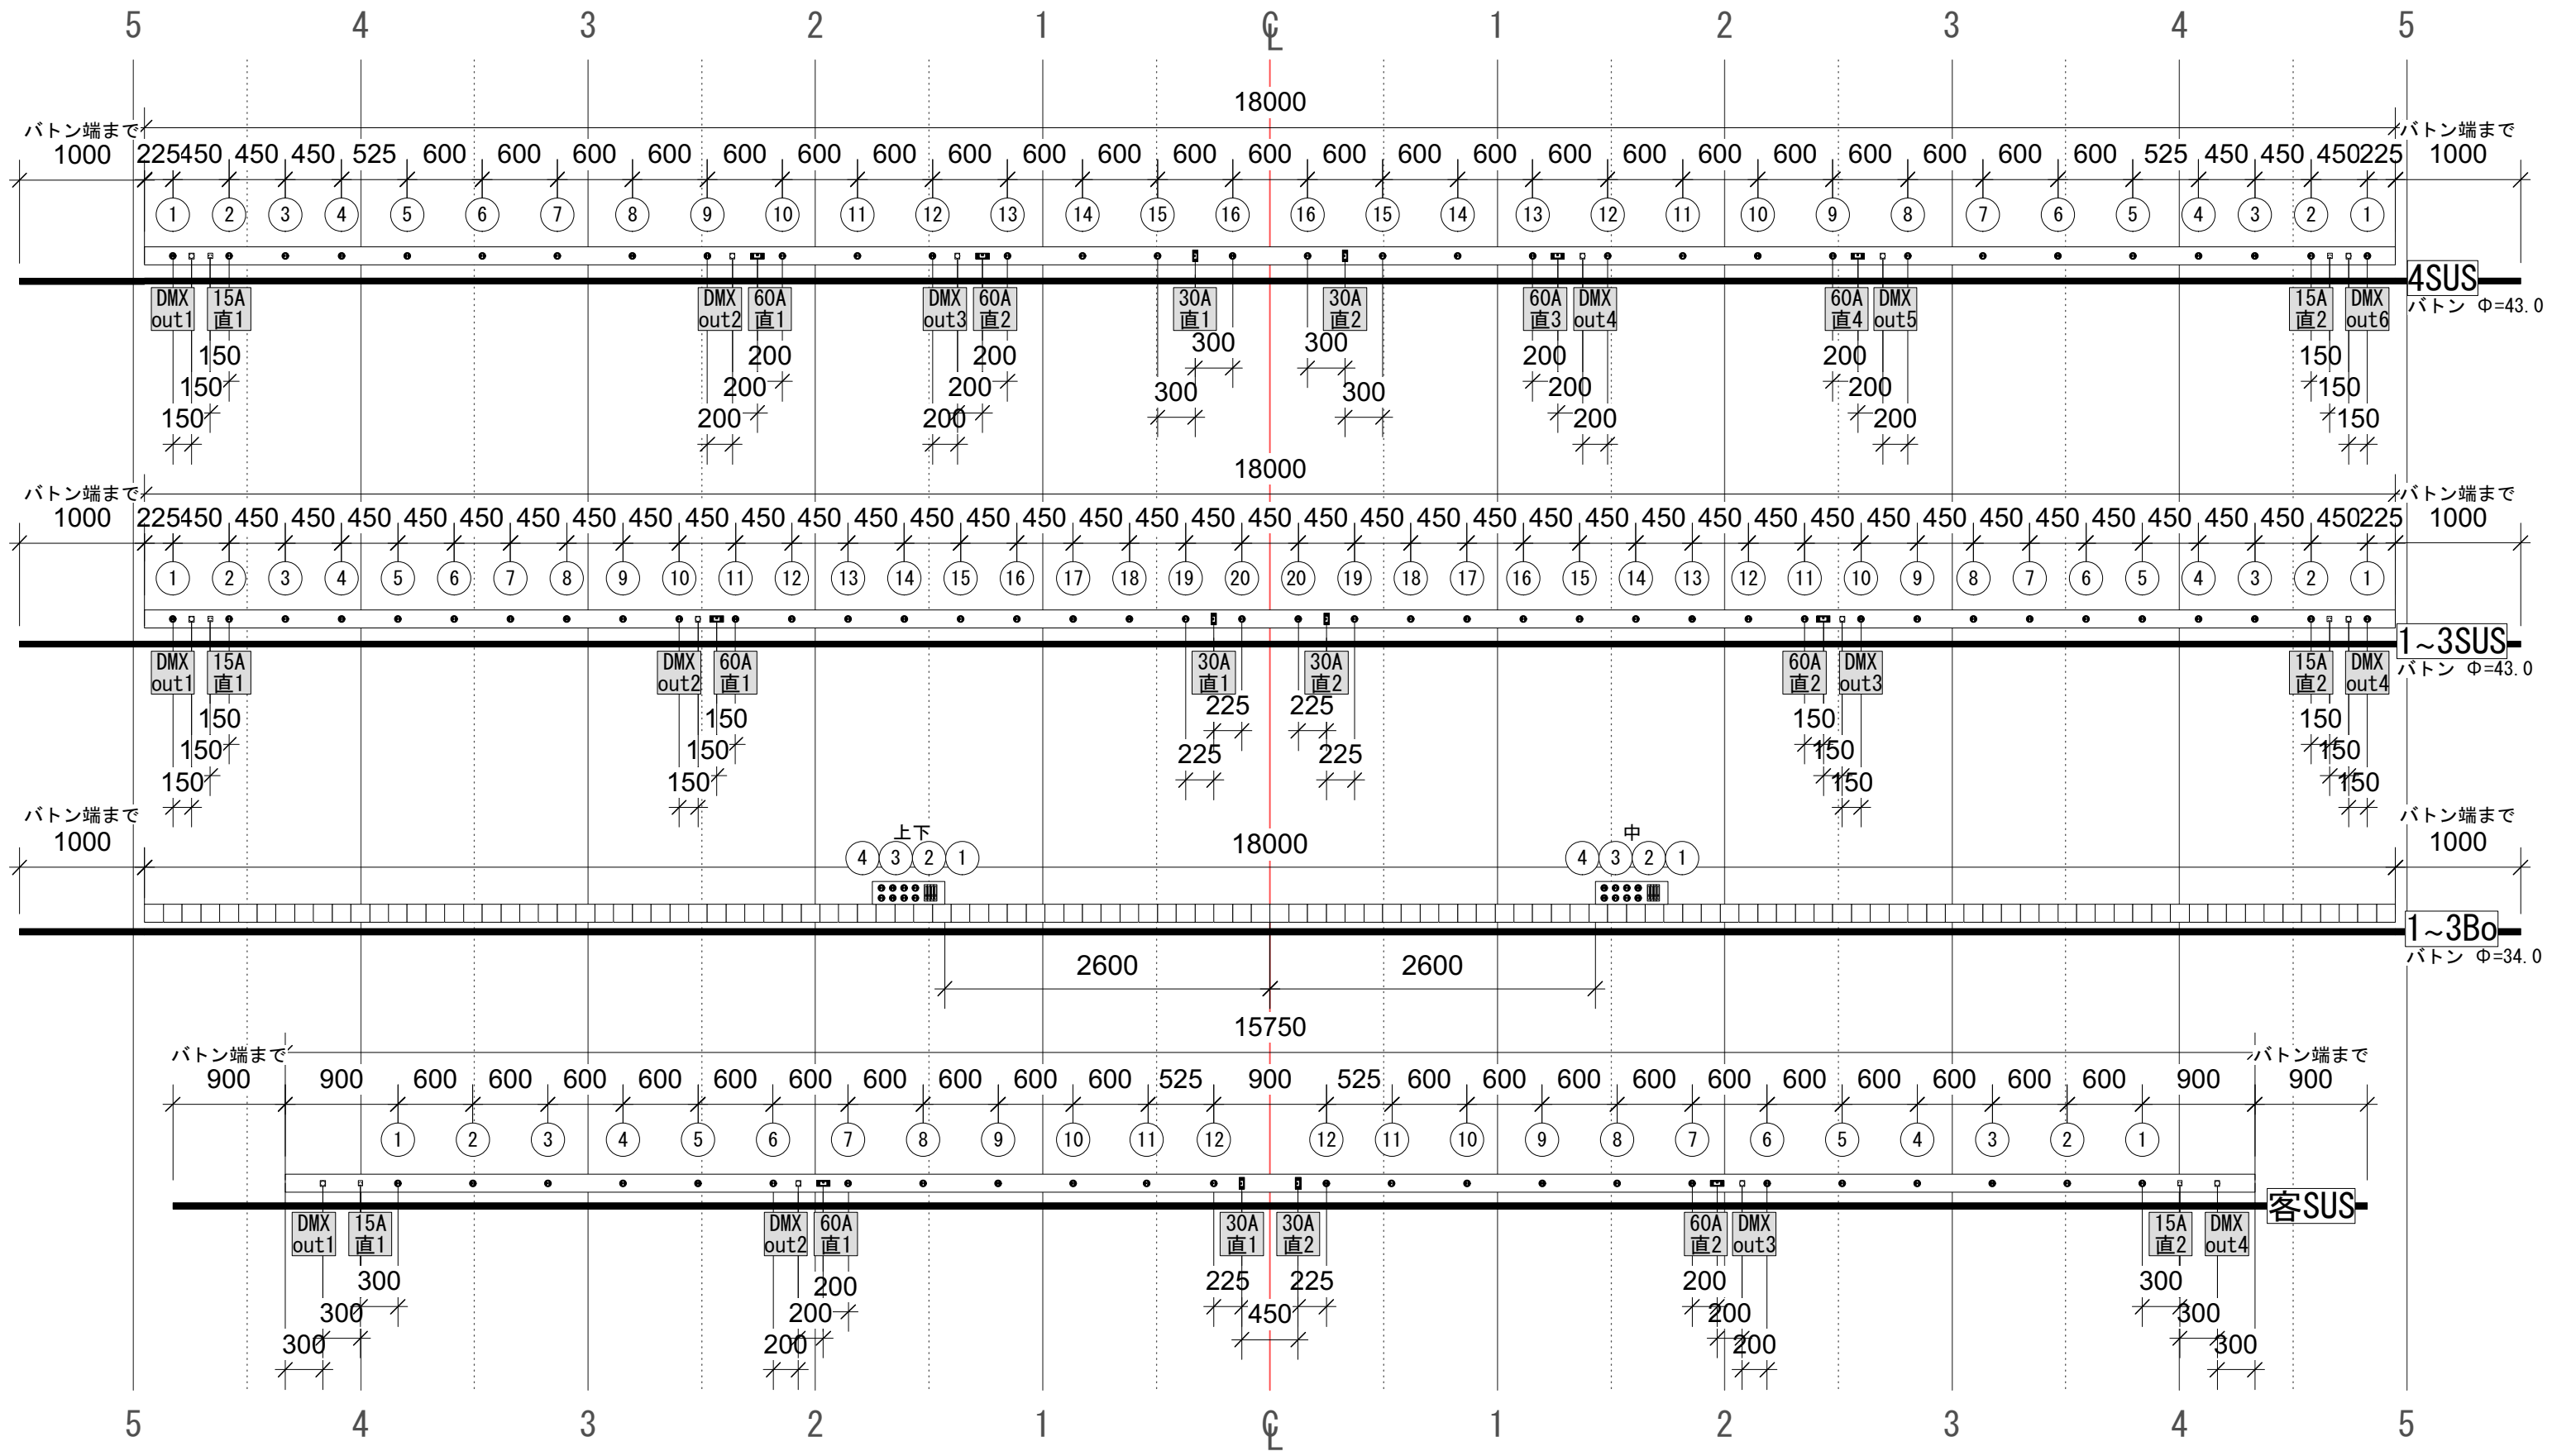 5 4 3 2 1 ℄ 1 2 3 4 5
18000
バトン端まで バトン端まで
1000 225 450 450 450 525 600 600 600 600 600 600 600 600 600 600 600 600 600 600 600 600 600 600 600 600 600 600 600 525 450 450 450 225 1000
① ② ③ ④ ⑤ ⑥ ⑦ ⑧ ⑨ ⑩ ⑪ ⑫ ⑬ ⑭ ⑮ ⑯ ⑯ ⑮ ⑭ ⑬ ⑫ ⑪ ⑩ ⑨ ⑧ ⑦ ⑥ ⑤ ④ ③ ② ①
4SUS
バトン Φ=43.0
DMX 15A DMX 60A DMX 60A 30A 30A 60A DMX 60A DMX 15A DMX
out1 直1 out2 直1 out3 直2 直1 直2 直3 out4 直4 out5 直2 out6
300 300
150 200 200 200 200 150
150 200 200 200 200 150
300 300
150 200 200 200 200 150
18000
バトン端まで バトン端まで
1000 225 450 450 450 450 450 450 450 450 450 450 450 450 450 450 450 450 450 450 450 450 450 450 450 450 450 450 450 450 450 450 450 450 450 450 450 450 450 450 450 225 1000
① ② ③ ④ ⑤ ⑥ ⑦ ⑧ ⑨ ⑩ ⑪ ⑫ ⑬ ⑭ ⑮ ⑯ ⑰ ⑱ ⑲ ⑳ ⑳ ⑲ ⑱ ⑰ ⑯ ⑮ ⑭ ⑬ ⑫ ⑪ ⑩ ⑨ ⑧ ⑦ ⑥ ⑤ ④ ③ ② ①
1~3SUS
バトン Φ=43.0
DMX 15A DMX 60A 30A 30A 60A DMX 15A DMX
out1 直1 out2 直1 直1 直2 直2 out3 直2 out4
225 225
150 150 150 150
150 150 225 225 150 150
150 150 150 150
バトン端まで バトン端まで
上下 中
1000 18000 1000
④ ③ ② ① ④ ③ ② ①
1~3Bo
バトン Φ=34.0
2600 2600
15750
バトン端まで バトン端まで
900 900 600 600 600 600 600 600 600 600 600 600 525 900 525 600 600 600 600 600 600 600 600 600 600 900 900
① ② ③ ④ ⑤ ⑥ ⑦ ⑧ ⑨ ⑩ ⑪ ⑫ ⑫ ⑪ ⑩ ⑨ ⑧ ⑦ ⑥ ⑤ ④ ③ ② ①
客SUS
DMX 15A DMX 60A 30A 30A 60A DMX 15A DMX
out1 直1 out2 直1 直1 直2 直2 out3 直2 out4
300 200 225 225 200 300
300 200 450 200 300
300 200 200 300
5 4 3 2 1 ℄ 1 2 3 4 5